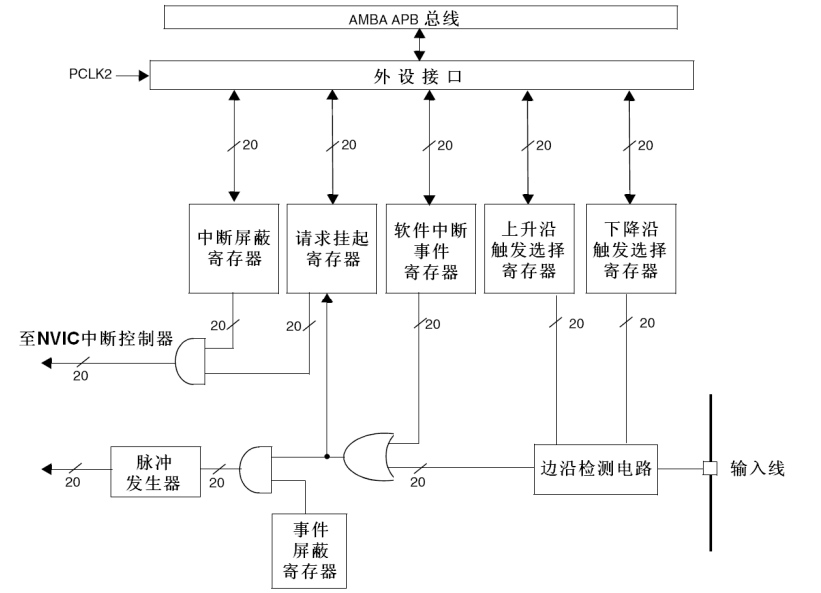 AMBA APB 总线
PCLK2
外设接口
20
20
20
20
20
中断屏蔽
寄存器
请求挂起
寄存器
软件中断
事件
寄存器
上升沿
触发选择
寄存器
下降沿
触发选择
寄存器
20
20
20
20
20
至NVIC中断控制器
20
脉冲
发生器
20
20
20
边沿检测电路
输入线
事件
屏蔽
寄存器